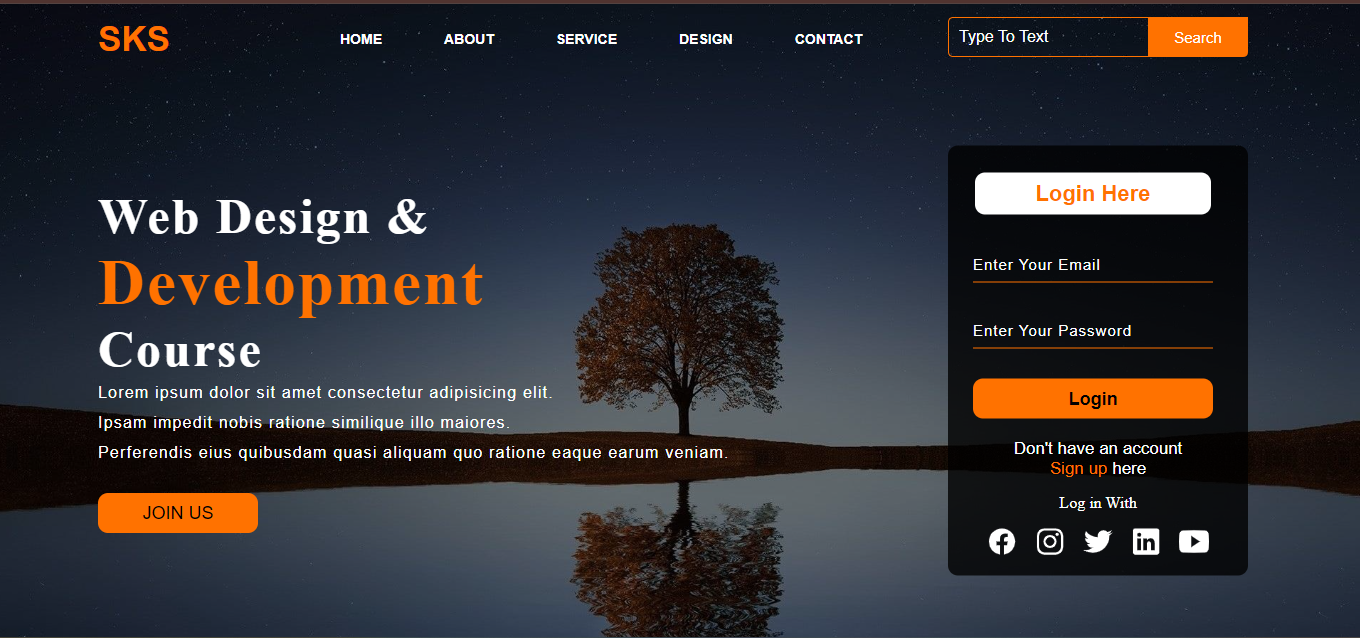 SKS
HOME ABOUT SERVICE DESIGN CONTACT
Type To Text Search
Web Design &
Development
Course
Lorem ipsum dolor sit amet consectetur adipisicing elit.
Ipsam impedit nobis ratione similique illo maiores.
Perferendis eius quibusdam quasi aliquam quo ratione eaque earum veniam.
JOIN US
Login Here
Enter Your Email
Enter Your Password
Login
Don't have an account
Sign up here
Log in With